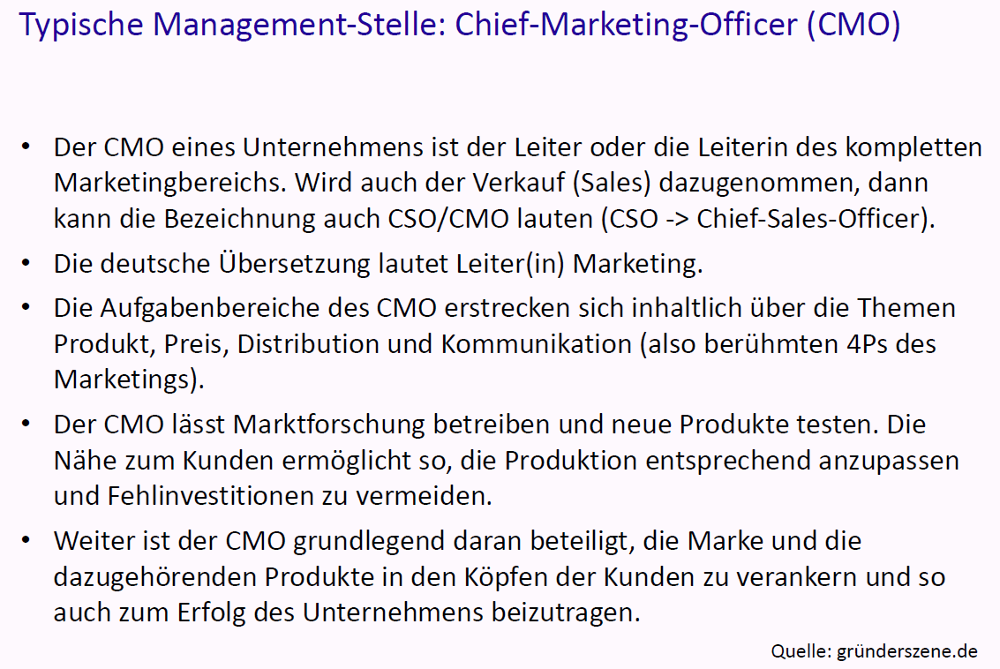 Typische Management-Stelle: Chief-Marketing-Officer (CMO)
• Der CMO eines Unternehmens ist der Leiter oder die Leiterin des kompletten
Marketingbereichs. Wird auch der Verkauf (Sales) dazugenommen, dann
kann die Bezeichnung auch CSO/CMO lauten (CSO -> Chief-Sales-Officer).
• Die deutsche Übersetzung lautet Leiter(in) Marketing.
• Die Aufgabenbereiche des CMO erstrecken sich inhaltlich über die Themen
Produkt, Preis, Distribution und Kommunikation (also berühmten 4Ps des
Marketings).
• Der CMO lässt Marktforschung betreiben und neue Produkte testen. Die
Nähe zum Kunden ermöglicht so, die Produktion entsprechend anzupassen
und Fehlinvestitionen zu vermeiden.
• Weiter ist der CMO grundlegend daran beteiligt, die Marke und die
dazugehörenden Produkte in den Köpfen der Kunden zu verankern und so
auch zum Erfolg des Unternehmens beizutragen.
Quelle: gründerszene.de